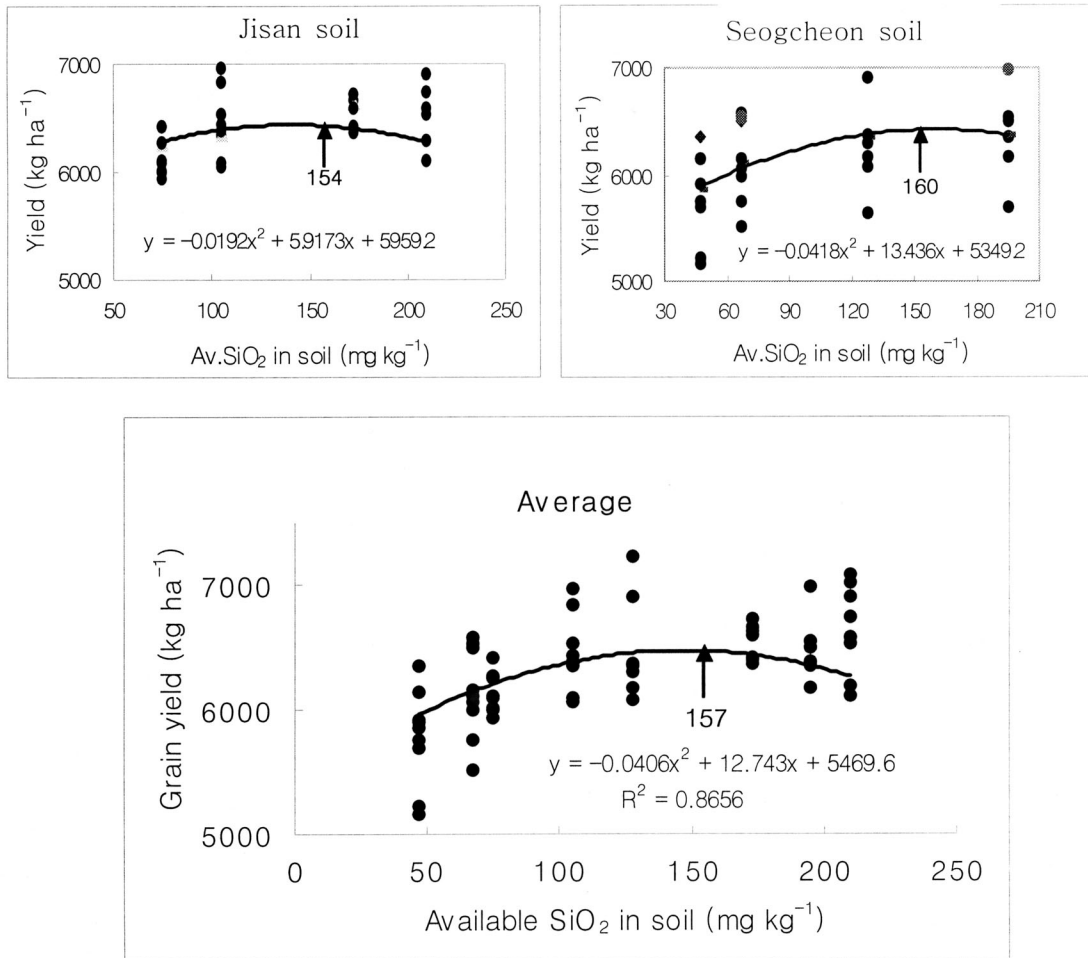 Jisan soil
Yield (kg ha⁻¹)
7000
6000
5000
154
y = −0.0192x² + 5.9173x + 5959.2
50 100 150 200 250
Av.SiO₂ in soil (mg kg⁻¹)
Seogcheon soil
Yield (kg ha⁻¹)
7000
6000
5000
160
y = −0.0418x² + 13.436x + 5349.2
30 60 90 120 150 180 210
Av.SiO₂ in soil (mg kg⁻¹)
Average
Grain yield (kg ha⁻¹)
7000
6000
5000
157
y = −0.0406x² + 12.743x + 5469.6
R² = 0.8656
0 50 100 150 200 250
Available SiO₂ in soil (mg kg⁻¹)